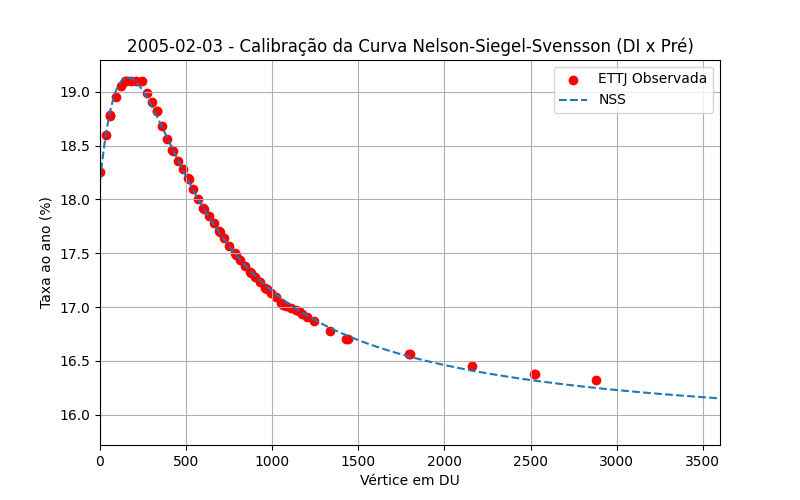 2005-02-03 - Calibração da Curva Nelson-Siegel-Svensson (DI x Pré)
ETTJ Observada
NSS
Taxa ao ano (%)
19.0
18.5
18.0
17.5
17.0
16.5
16.0
0 500 1000 1500 2000 2500 3000 3500
Vértice em DU